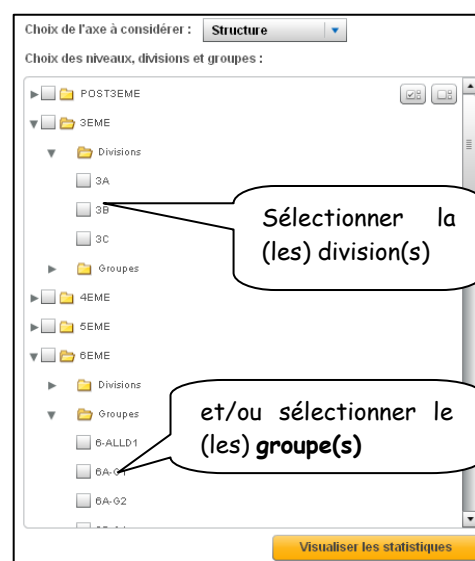 Choix de l'axe à considérer : Structure
Choix des niveaux, divisions et groupes :
POST3EME
3EME
Divisions
3A
3B
3C
Sélectionner la
(les) division(s)
Groupes
4EME
5EME
6EME
Divisions
Groupes
et/ou sélectionner le
(les) groupe(s)
6-ALLD1
6A-G1
6A-G2
Visualiser les statistiques